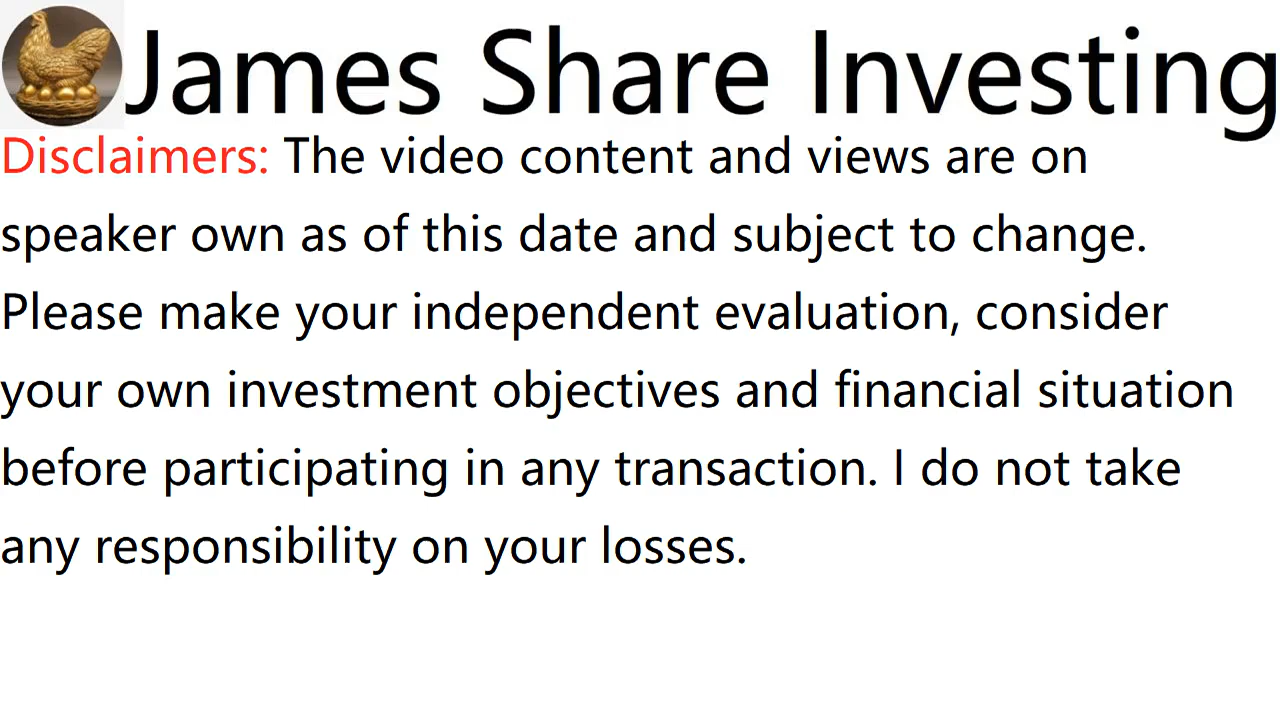 James Share Investing
Disclaimers: The video content and views are on
speaker own as of this date and subject to change.
Please make your independent evaluation, consider
your own investment objectives and financial situation
before participating in any transaction. I do not take
any responsibility on your losses.